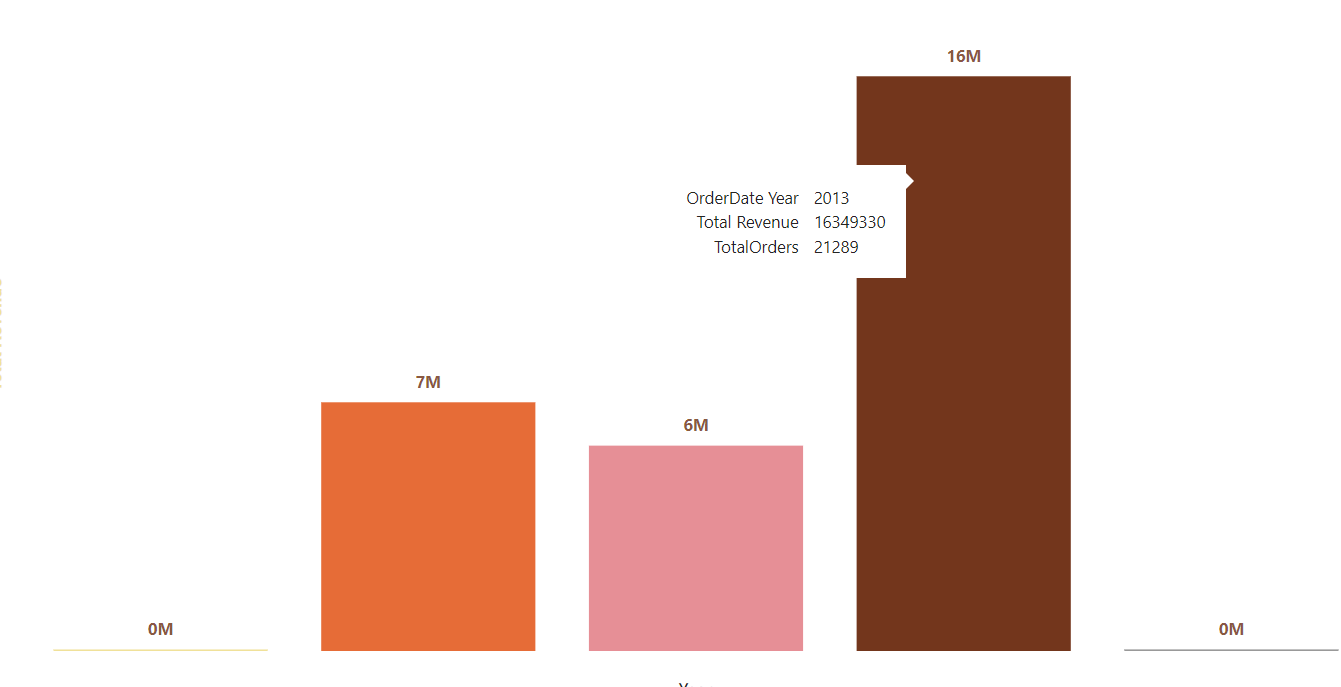 16M
OrderDate Year 2013
Total Revenue 16349330
TotalOrders 21289
7M
6M
0M
0M